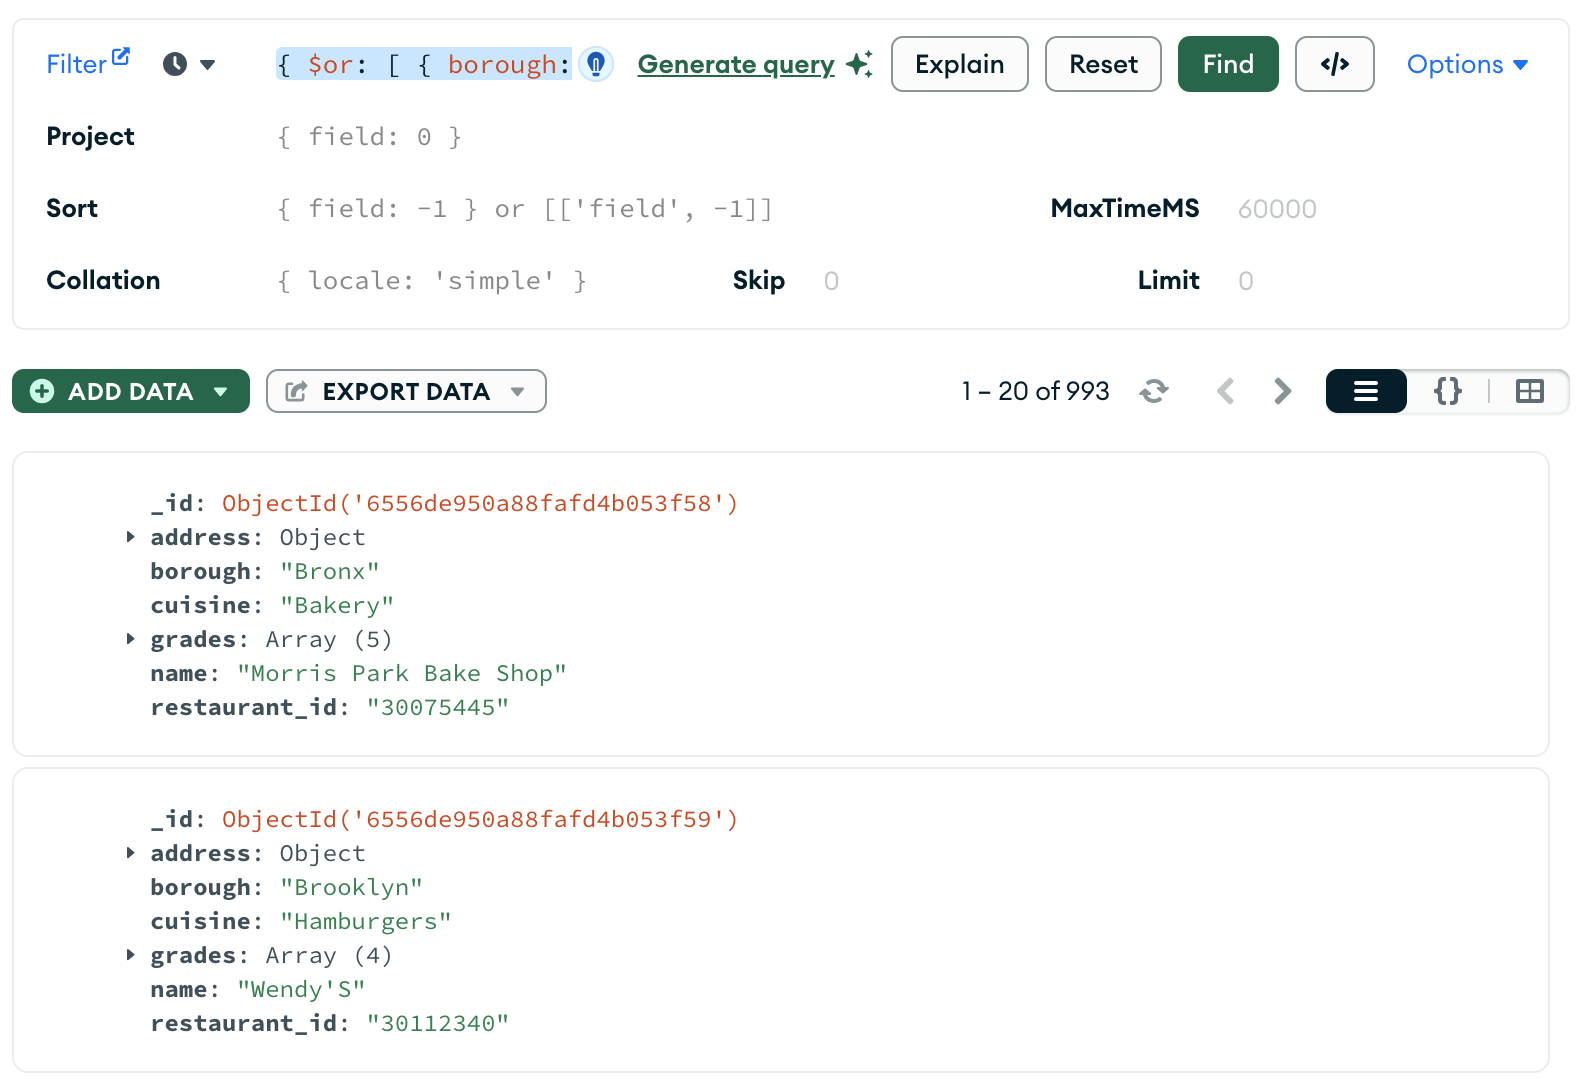 Filter { $or: [ { borough: Generate query Explain Reset Find </> Options
Project { field: 0 }
Sort { field: -1 } or [['field', -1]] MaxTimeMS 60000
Collation { locale: 'simple' } Skip 0 Limit 0
ADD DATA EXPORT DATA 1 – 20 of 993 {}
_id: ObjectId('6556de950a88fafd4b053f58')
address: Object
borough: "Bronx"
cuisine: "Bakery"
grades: Array (5)
name: "Morris Park Bake Shop"
restaurant_id: "30075445"
_id: ObjectId('6556de950a88fafd4b053f59')
address: Object
borough: "Brooklyn"
cuisine: "Hamburgers"
grades: Array (4)
name: "Wendy'S"
restaurant_id: "30112340"